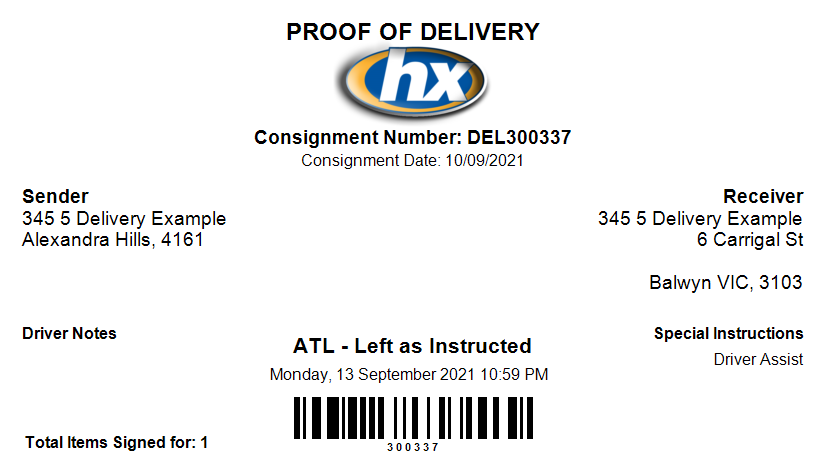 PROOF OF DELIVERY
hx
Consignment Number: DEL300337
Consignment Date: 10/09/2021
Sender
345 5 Delivery Example
Alexandra Hills, 4161
Receiver
345 5 Delivery Example
6 Carrigal St
Balwyn VIC, 3103
Driver Notes
ATL - Left as Instructed
Monday, 13 September 2021 10:59 PM
Special Instructions
Driver Assist
300337
Total Items Signed for: 1